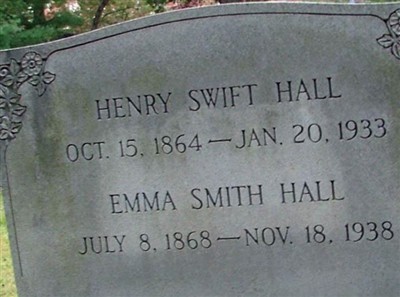 HENRY SWIFT HALL
OCT. 15, 1864 — JAN. 20, 1933
EMMA SMITH HALL
JULY 8, 1868 — NOV. 18, 1938